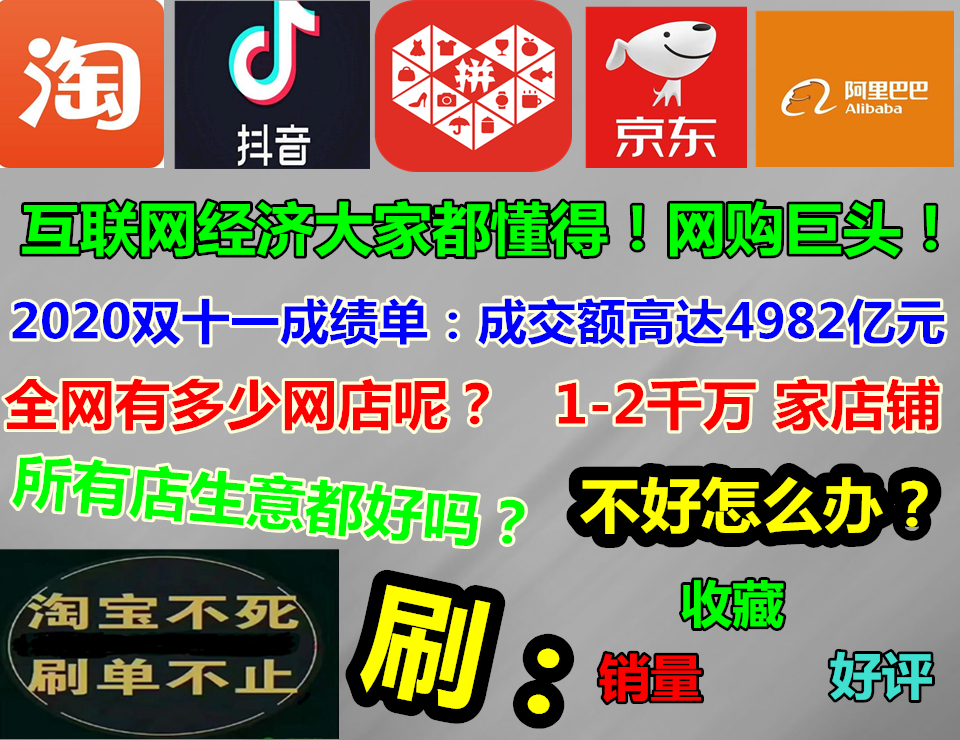 淘
抖音
拼
京东
阿里巴巴
Alibaba
互联网经济大家都懂得！网购巨头！
2020双十一成绩单：成交额高达4982亿元
全网有多少网店呢？ 1-2千万 家店铺
所有店生意都好吗？
不好怎么办？
淘宝不死
刷单不止
刷：
收藏
销量
好评